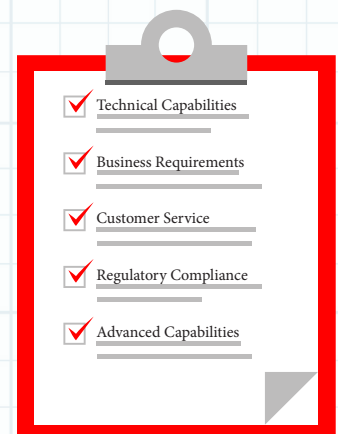 Technical Capabilities
Business Requirements
Customer Service
Regulatory Compliance
Advanced Capabilities